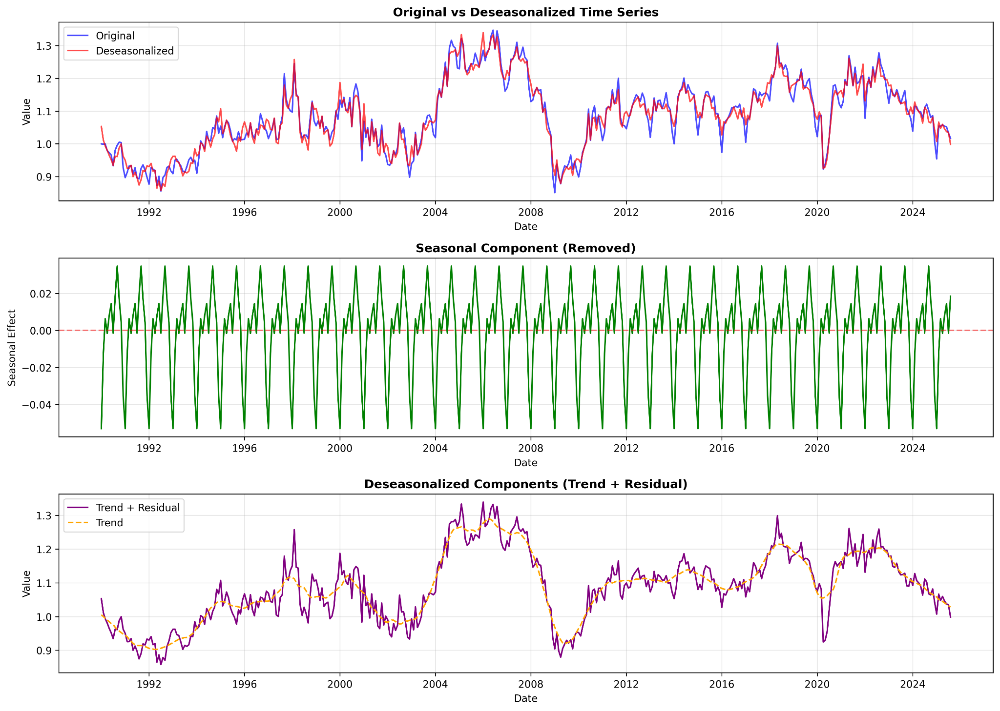 Original vs Deseasonalized Time Series
Original
Deseasonalized
Value
1.3
1.2
1.1
1.0
0.9
1992 1996 2000 2004 2008 2012 2016 2020 2024
Date
Seasonal Component (Removed)
Seasonal Effect
0.02
0.00
−0.02
−0.04
1992 1996 2000 2004 2008 2012 2016 2020 2024
Date
Deseasonalized Components (Trend + Residual)
Trend + Residual
Trend
Value
1.3
1.2
1.1
1.0
0.9
1992 1996 2000 2004 2008 2012 2016 2020 2024
Date